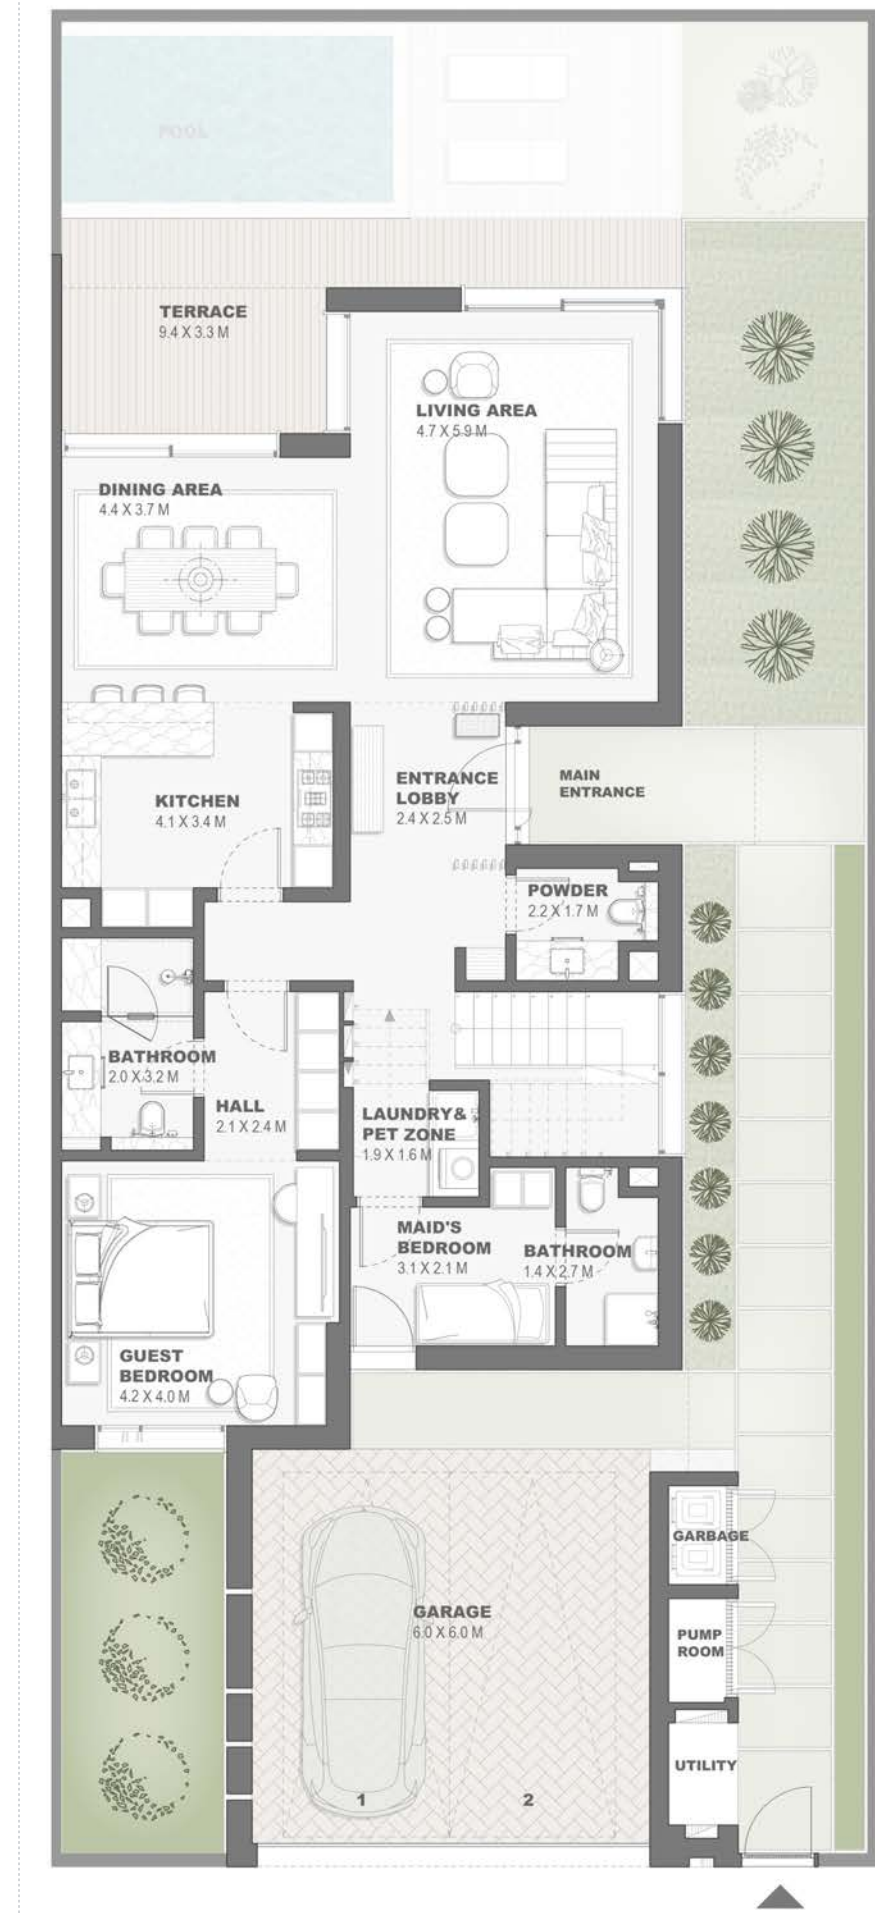 POOL
TERRACE
9.4 X 3.3 M
LIVING AREA
4.7 X 5.9 M
DINING AREA
4.4 X 3.7 M
KITCHEN
4.1 X 3.4 M
ENTRANCE
LOBBY
2.4 X 2.5 M
MAIN
ENTRANCE
POWDER
2.2 X 1.7 M
BATHROOM
2.0 X 3.2 M
HALL
2.1 X 2.4 M
LAUNDRY &
PET ZONE
1.9 X 1.6 M
MAID'S
BEDROOM
3.1 X 2.1 M
BATHROOM
1.4 X 2.7 M
GUEST
BEDROOM
4.2 X 4.0 M
GARBAGE
GARAGE
6.0 X 6.0 M
PUMP
ROOM
UTILITY
1
2